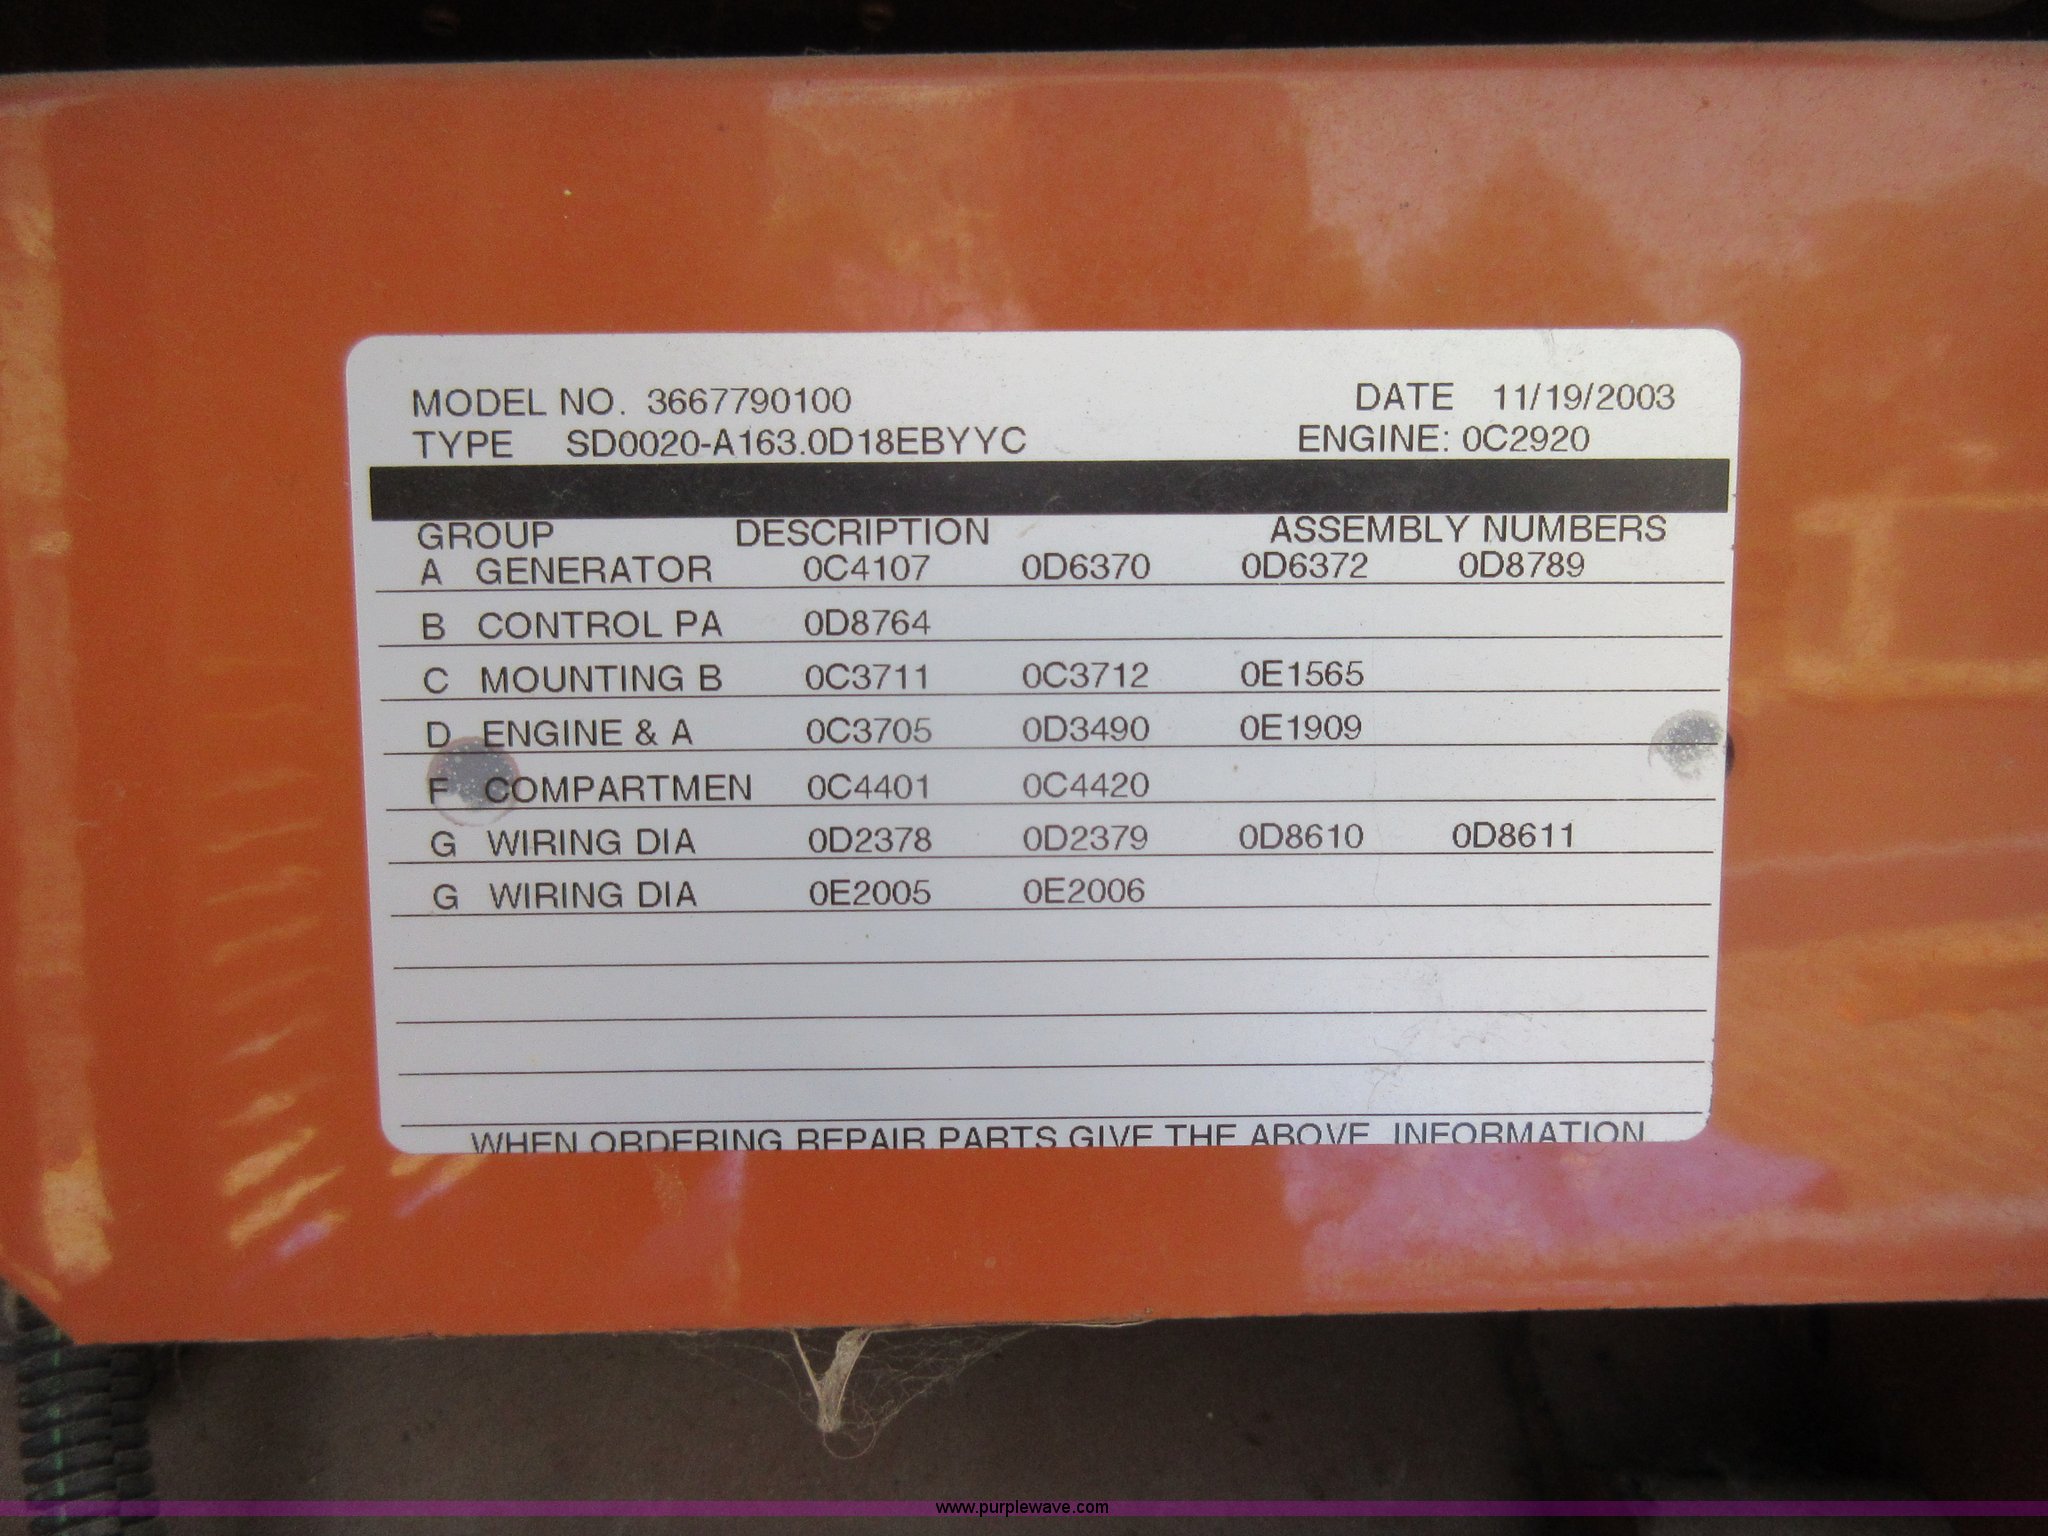 MODEL NO. 3667790100 DATE 11/19/2003
TYPE SD0020-A163.0D18EBYYC ENGINE: 0C2920
GROUP DESCRIPTION ASSEMBLY NUMBERS
A GENERATOR 0C4107 0D6370 0D6372 0D8789
B CONTROL PA 0D8764
C MOUNTING B 0C3711 0C3712 0E1565
D ENGINE & A 0C3705 0D3490 0E1909
F COMPARTMEN 0C4401 0C4420
G WIRING DIA 0D2378 0D2379 0D8610 0D8611
G WIRING DIA 0E2005 0E2006
WHEN ORDERING REPAIR PARTS GIVE THE ABOVE INFORMATION
www.purplewave.com